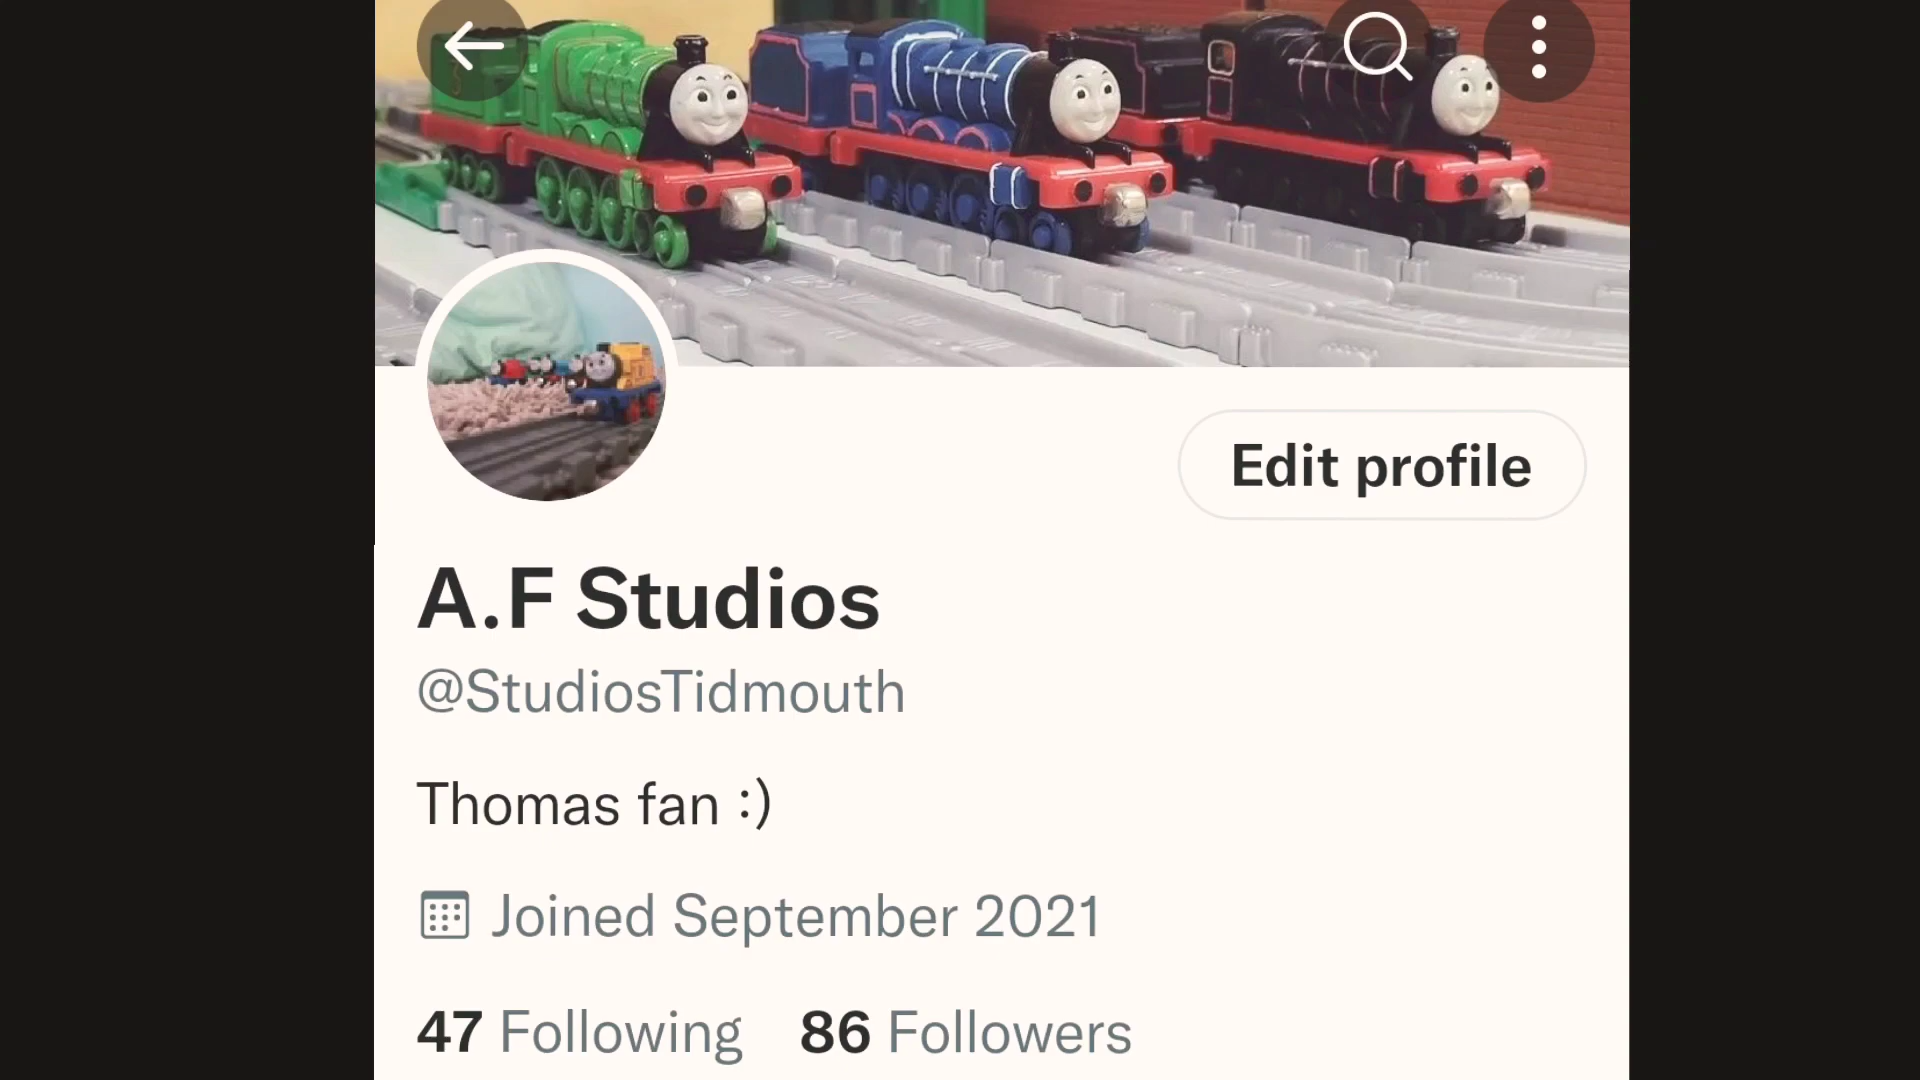 Edit profile
A.F Studios
@StudiosTidmouth
Thomas fan :)
Joined September 2021
47 Following 86 Followers